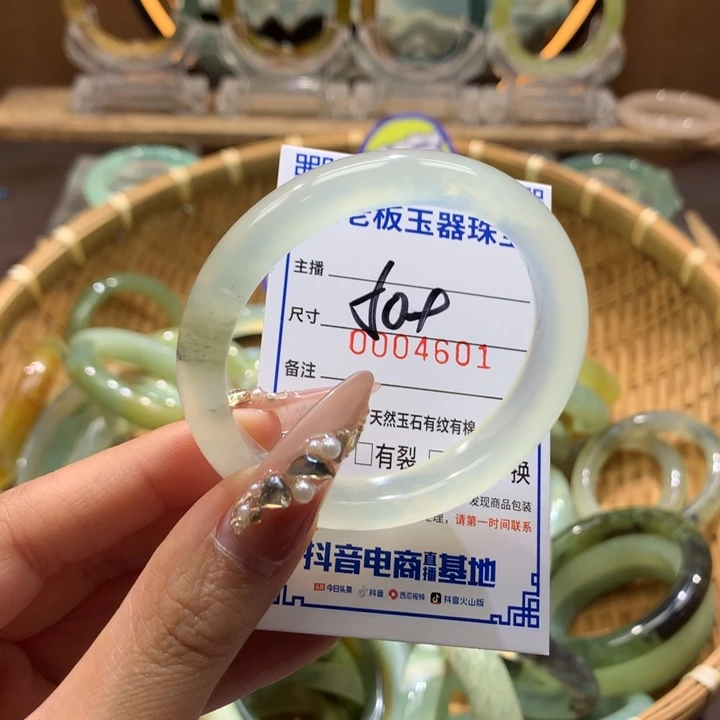 老板玉器珠宝
主播
尺寸
0004601
备注
天然玉石有纹有棉
□有裂 □ 换
发现商品包装
处理，请第一时间联系
抖音电商直播基地
今日头条 抖音 西瓜视频 抖音火山版